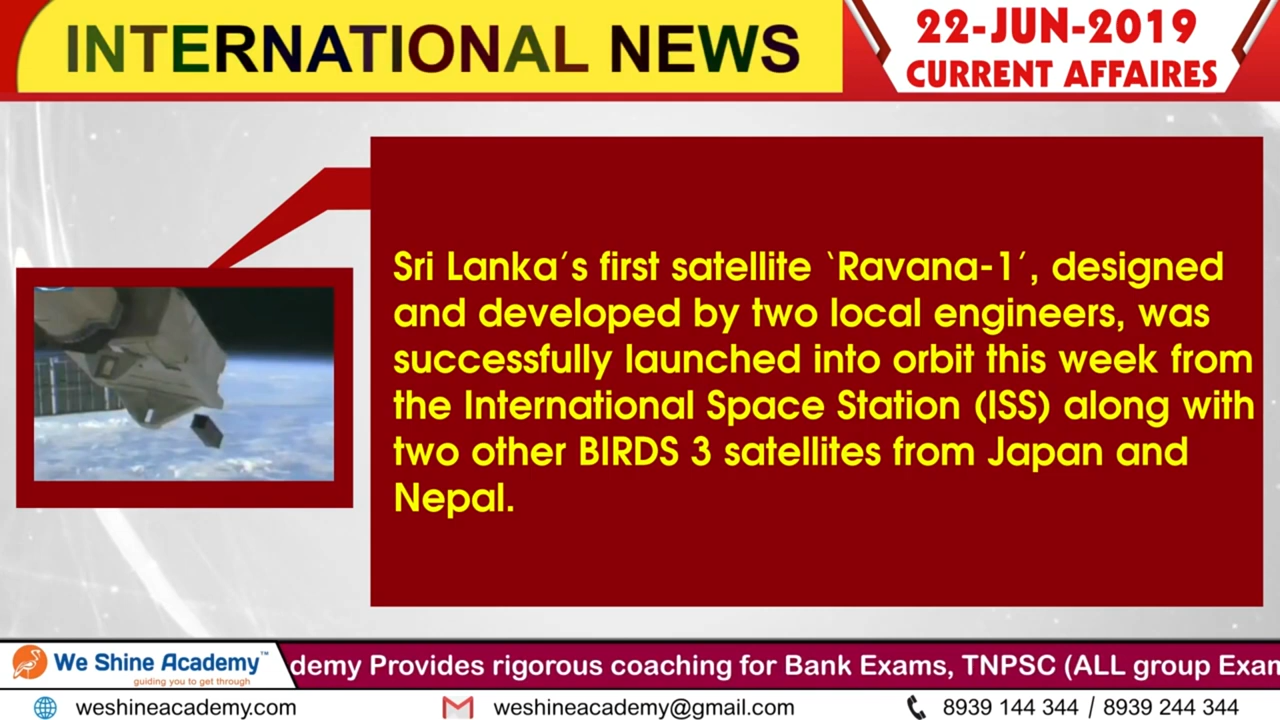 INTERNATIONAL NEWS
22-JUN-2019
CURRENT AFFAIRES
Sri Lanka´s first satellite `Ravana-1´, designed
and developed by two local engineers, was
successfully launched into orbit this week from
the International Space Station (ISS) along with
two other BIRDS 3 satellites from Japan and
Nepal.
We Shine Academy™
guiding you to get through
demy Provides rigorous coaching for Bank Exams, TNPSC (ALL group Exam
weshineacademy.com
weshineacademy@gmail.com
8939 144 344 / 8939 244 344